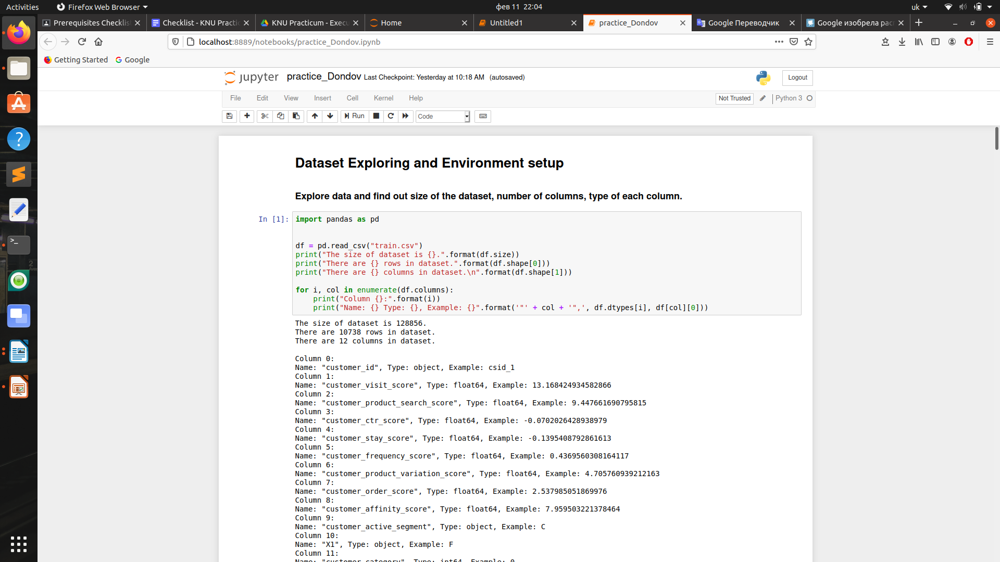 Activities
Firefox Web Browser
фев 11 22:04
uk
Prerequisites Checklis
Checklist - KNU Practic
KNU Practicum - Execu
Home
Untitled1
practice_Dondov
Google Переводчик
Google изобрела рас
localhost:8889/notebooks/practice_Dondov.ipynb
Getting Started
Google
jupyter
practice_Dondov Last Checkpoint: Yesterday at 10:18 AM (autosaved)
Logout
File Edit View Insert Cell Kernel Help
Not Trusted
Python 3
Run
Code
Dataset Exploring and Environment setup
Explore data and find out size of the dataset, number of columns, type of each column.
In [1]:
import pandas as pd
df = pd.read_csv("train.csv")
print("The size of dataset is {}.".format(df.size))
print("There are {} rows in dataset.".format(df.shape[0]))
print("There are {} columns in dataset.\n".format(df.shape[1]))
for i, col in enumerate(df.columns):
    print("Column {}:".format(i))
    print("Name: {} Type: {}, Example: {}".format('"' + col + '",', df.dtypes[i], df[col][0]))
The size of dataset is 128856.
There are 10738 rows in dataset.
There are 12 columns in dataset.
Column 0:
Name: "customer_id", Type: object, Example: csid_1
Column 1:
Name: "customer_visit_score", Type: float64, Example: 13.168424934582866
Column 2:
Name: "customer_product_search_score", Type: float64, Example: 9.447661690795815
Column 3:
Name: "customer_ctr_score", Type: float64, Example: -0.0702026428938979
Column 4:
Name: "customer_stay_score", Type: float64, Example: -0.1395408792861613
Column 5:
Name: "customer_frequency_score", Type: float64, Example: 0.4369560308164117
Column 6:
Name: "customer_product_variation_score", Type: float64, Example: 4.705760939212163
Column 7:
Name: "customer_order_score", Type: float64, Example: 2.537985051869976
Column 8:
Name: "customer_affinity_score", Type: float64, Example: 7.959503221378464
Column 9:
Name: "customer_active_segment", Type: object, Example: C
Column 10:
Name: "X1", Type: object, Example: F
Column 11:
Name: "customer_category", Type: int64, Example: 0